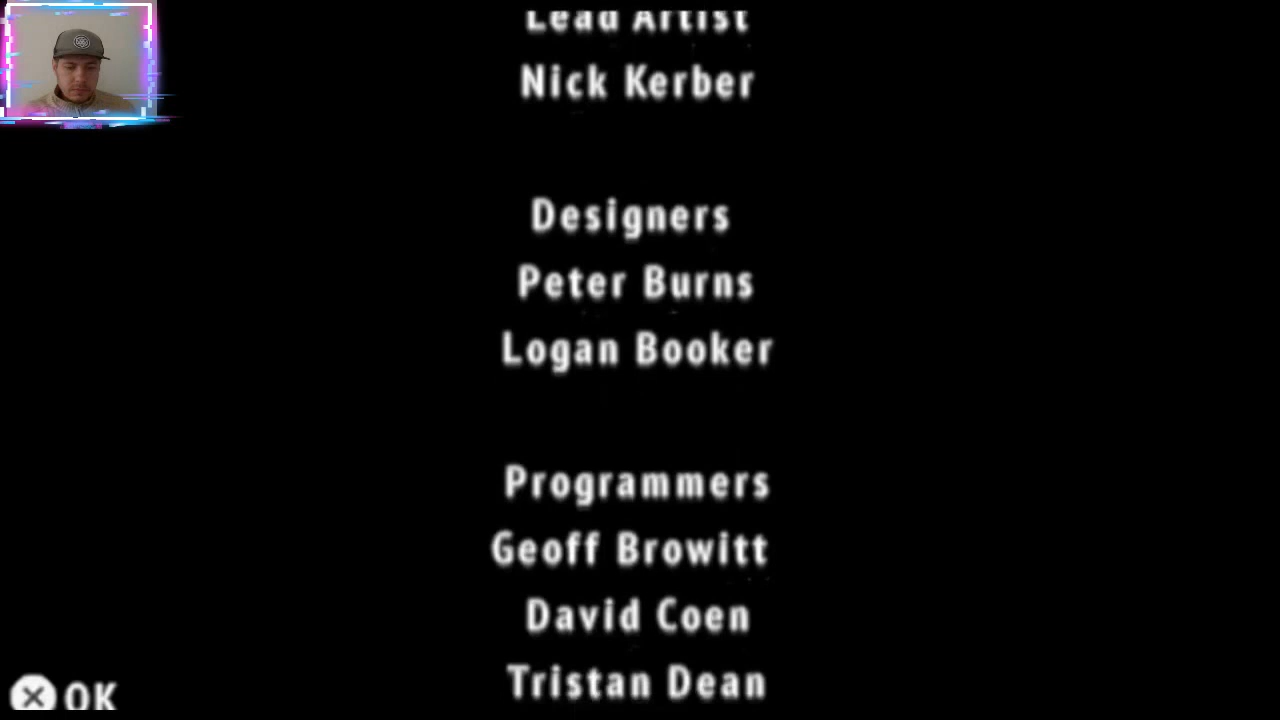 Lead Artist
Nick Kerber
Designers
Peter Burns
Logan Booker
Programmers
Geoff Browitt
David Coen
Tristan Dean
OK